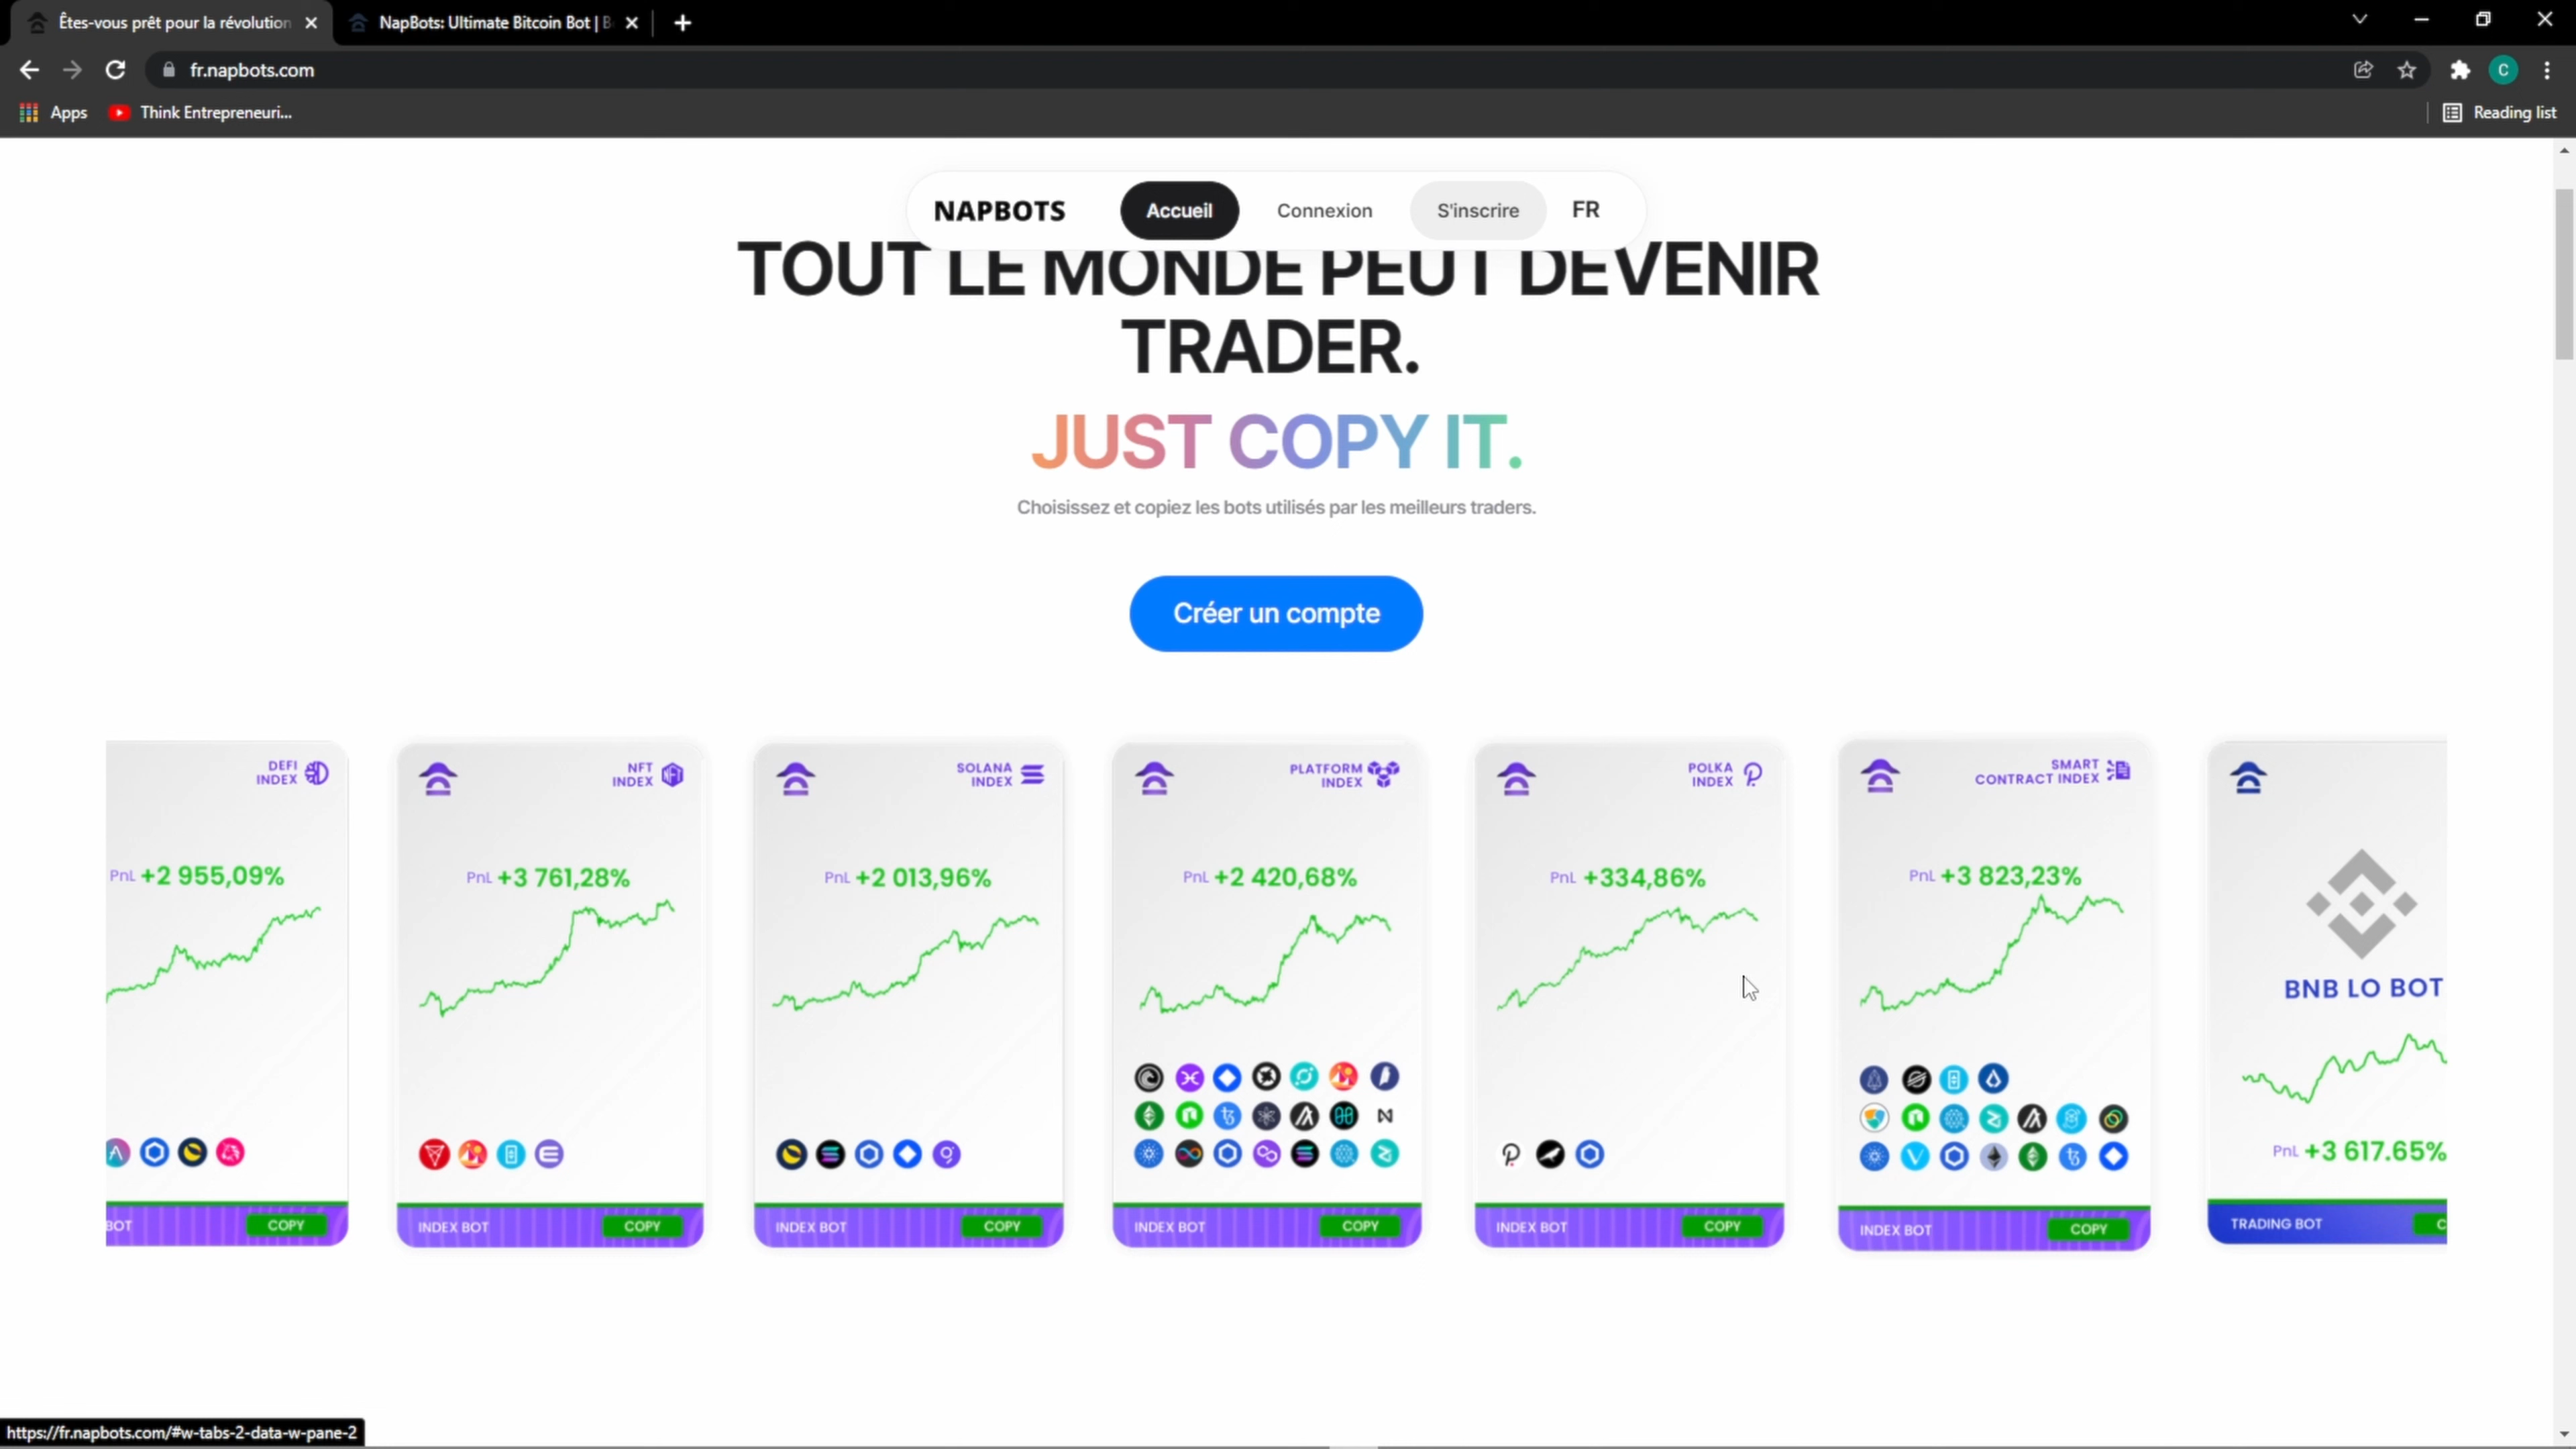 Êtes-vous prêt pour la révolution
NapBots: Ultimate Bitcoin Bot | B
fr.napbots.com
C
Apps
Think Entrepreneuri...
Reading list
NAPBOTS
Accueil
Connexion
S'inscrire
FR
TOUT LE MONDE PEUT DEVENIR
TRADER.
JUST COPY IT.
Choisissez et copiez les bots utilisés par les meilleurs traders.
Créer un compte
DEFI
INDEX
PnL +2 955,09%
BOT
COPY
NFT
INDEX
NFT
PnL +3 761,28%
INDEX BOT
COPY
SOLANA
INDEX
PnL +2 013,96%
INDEX BOT
COPY
PLATFORM
INDEX
PnL +2 420,68%
INDEX BOT
COPY
POLKA
INDEX
PnL +334,86%
INDEX BOT
COPY
SMART
CONTRACT INDEX
PnL +3 823,23%
INDEX BOT
COPY
BNB LO BOT
PnL +3 617.65%
TRADING BOT
C
https://fr.napbots.com/#w-tabs-2-data-w-pane-2